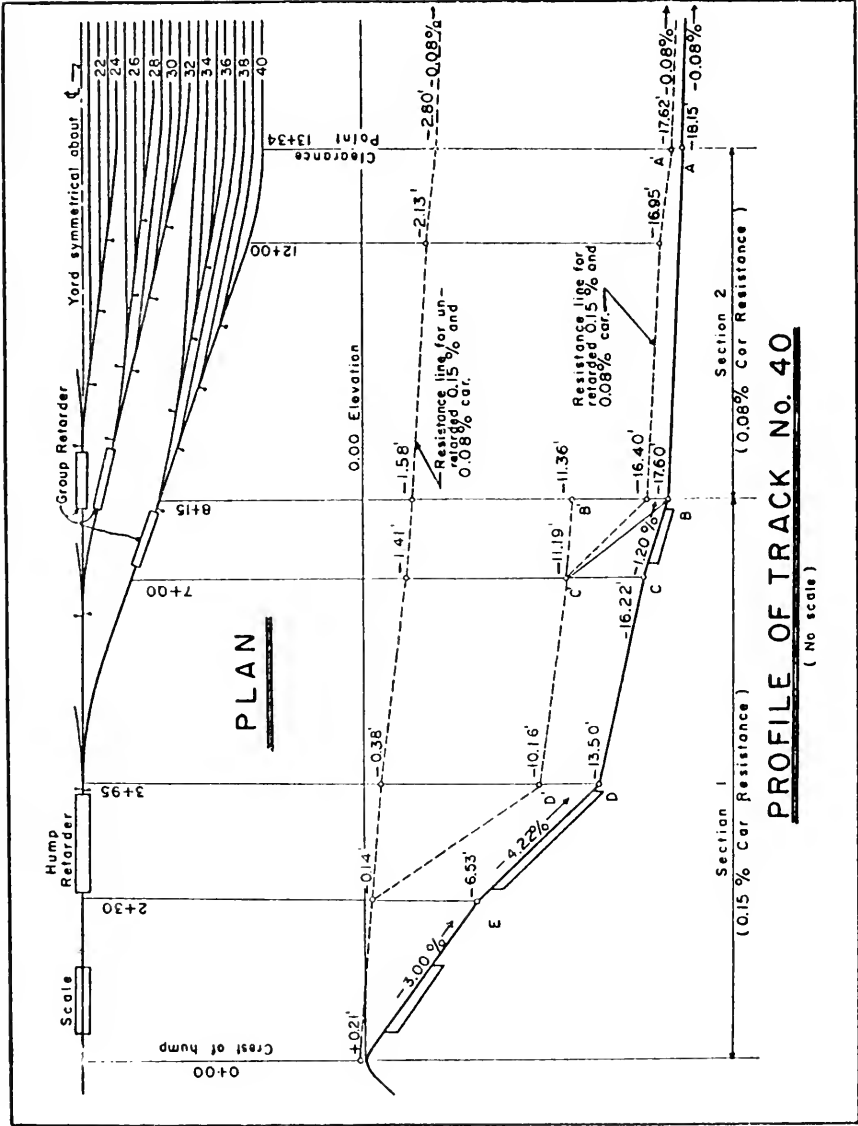 Yard symmetrical about ℄
22
24
26
28
30
32
34
36
38
40
Group Retarder
Hump
Retarder
Scale
PLAN
Crest of hump
0+00
2+30
3+95
7+00
8+15
12+00
Clearance
Point 13+34
0.00 Elevation
+0.21'
-0.14'
-0.38'
-1.41'
-1.58'
-2.13'
-2.80'
-0.08%
Resistance line for un-
retarded 0.15 % and
0.08% car.
-3.00 %
-6.53'
E
-4.22%
-10.16'
D'
-13.50'
D
-11.19'
C'
-11.36'
B'
-16.22'
C
-1.20 %
-16.40'
-17.60'
B
Resistance line for
retarded 0.15 % and
0.08% car.
-16.95'
-17.62'
-0.08%
A'
A
-18.15'
-0.08%
Section 1
(0.15 % Car Resistance)
Section 2
(0.08% Car Resistance)
PROFILE OF TRACK No. 40
(No scale)